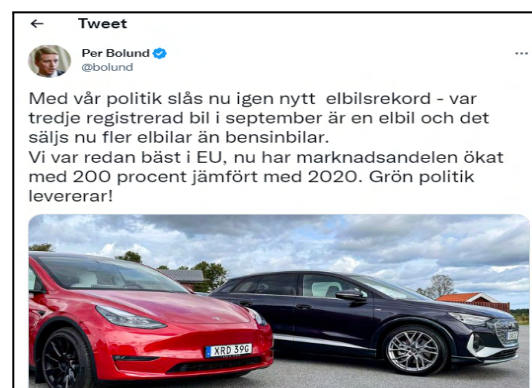 Tweet
Per Bolund
@bolund
Med vår politik slås nu igen nytt elbilsrekord - var
tredje registrerad bil i september är en elbil och det
säljs nu fler elbilar än bensinbilar.
Vi var redan bäst i EU, nu har marknadsandelen ökat
med 200 procent jämfört med 2020. Grön politik
levererar!
XRD 39G